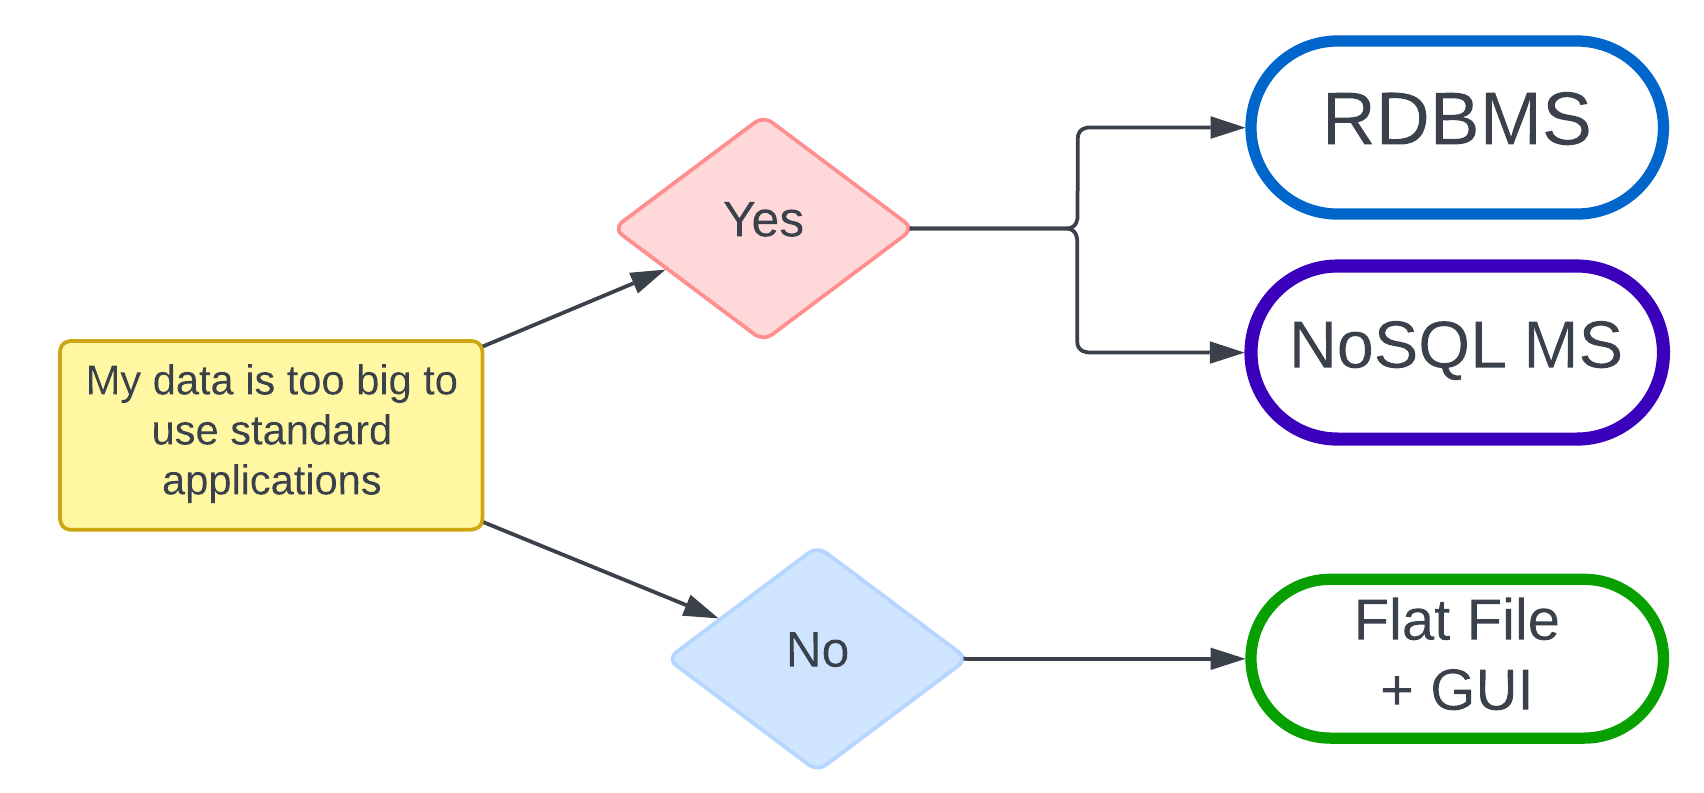 RDBMS
Yes
NoSQL MS
My data is too big to
use standard
applications
No
Flat File
+ GUI